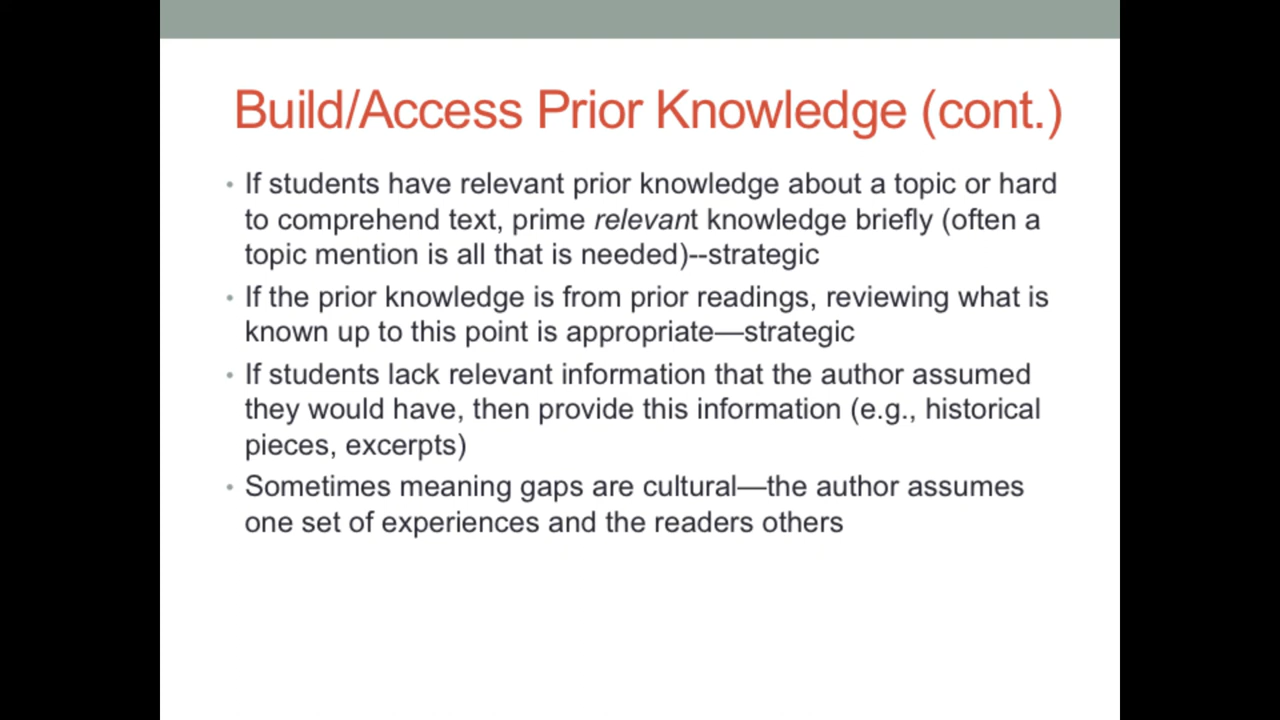 Build/Access Prior Knowledge (cont.)
• If students have relevant prior knowledge about a topic or hard
to comprehend text, prime relevant knowledge briefly (often a
topic mention is all that is needed)--strategic
• If the prior knowledge is from prior readings, reviewing what is
known up to this point is appropriate—strategic
• If students lack relevant information that the author assumed
they would have, then provide this information (e.g., historical
pieces, excerpts)
• Sometimes meaning gaps are cultural—the author assumes
one set of experiences and the readers others